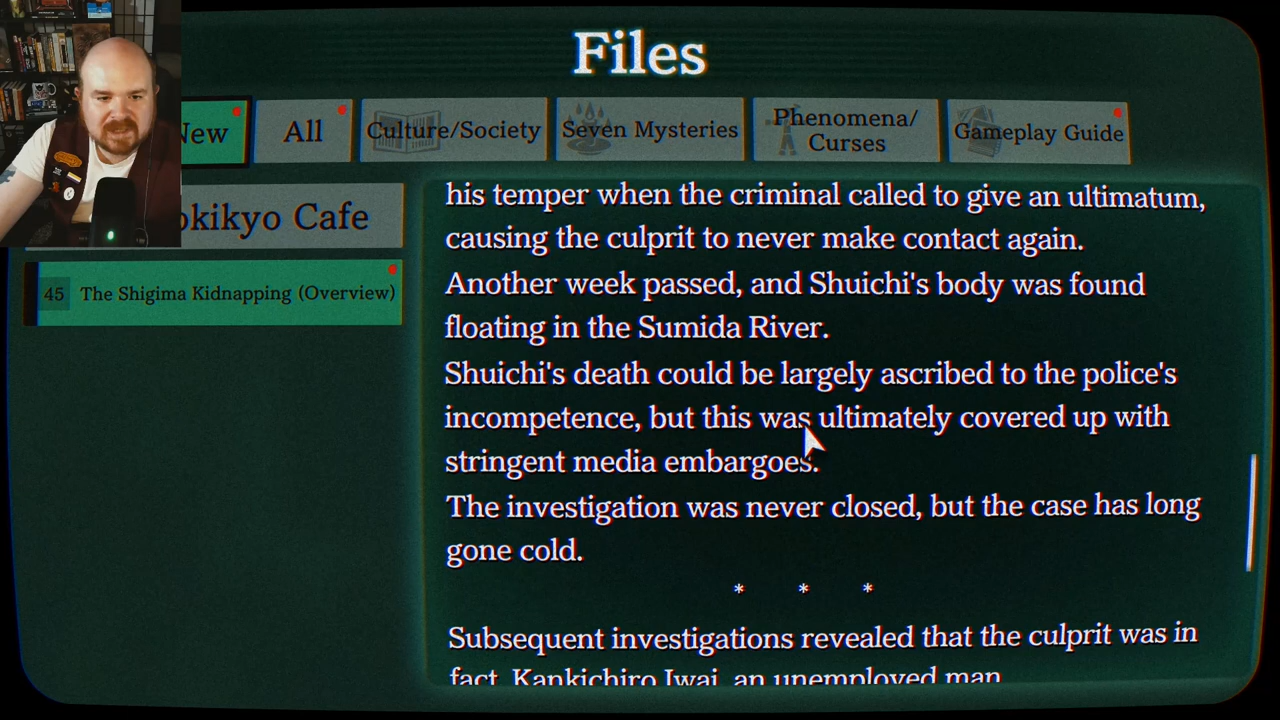 Files
New
All
Culture/Society
Seven Mysteries
Phenomena/
Curses
Gameplay Guide
okikyo Cafe
45 The Shigima Kidnapping (Overview)
his temper when the criminal called to give an ultimatum,
causing the culprit to never make contact again.
Another week passed, and Shuichi's body was found
floating in the Sumida River.
Shuichi's death could be largely ascribed to the police's
incompetence, but this was ultimately covered up with
stringent media embargoes.
The investigation was never closed, but the case has long
gone cold.
* * *
Subsequent investigations revealed that the culprit was in
fact, Kankichiro Iwai, an unemployed man